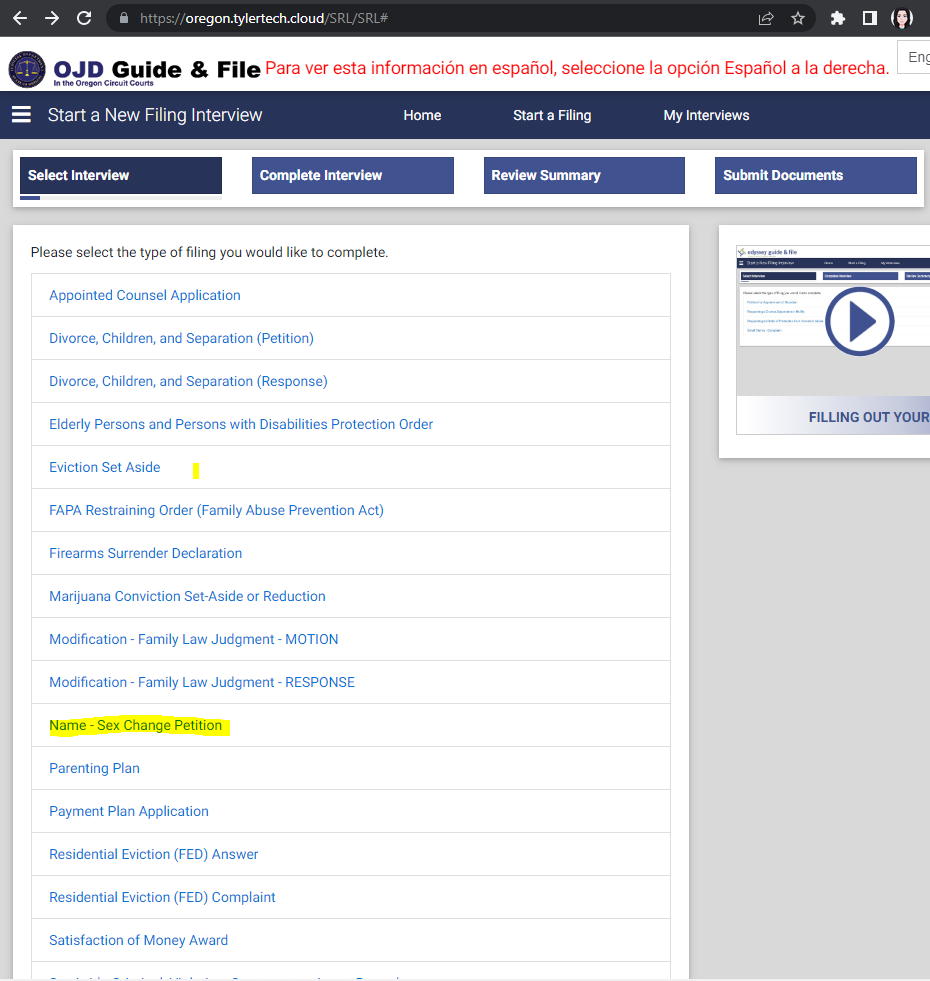 https://oregon.tylertech.cloud/SRL/SRL#
OJD Guide & File
In the Oregon Circuit Courts
Para ver esta información en español, seleccione la opción Español a la derecha.
Eng
Start a New Filing Interview
Home
Start a Filing
My Interviews
Select Interview
Complete Interview
Review Summary
Submit Documents
Please select the type of filing you would like to complete.
Appointed Counsel Application
Divorce, Children, and Separation (Petition)
Divorce, Children, and Separation (Response)
Elderly Persons and Persons with Disabilities Protection Order
Eviction Set Aside
FAPA Restraining Order (Family Abuse Prevention Act)
Firearms Surrender Declaration
Marijuana Conviction Set-Aside or Reduction
Modification - Family Law Judgment - MOTION
Modification - Family Law Judgment - RESPONSE
Name - Sex Change Petition
Parenting Plan
Payment Plan Application
Residential Eviction (FED) Answer
Residential Eviction (FED) Complaint
Satisfaction of Money Award
odyssey guide & file
Start a New Filing Interview
FILLING OUT YOUR